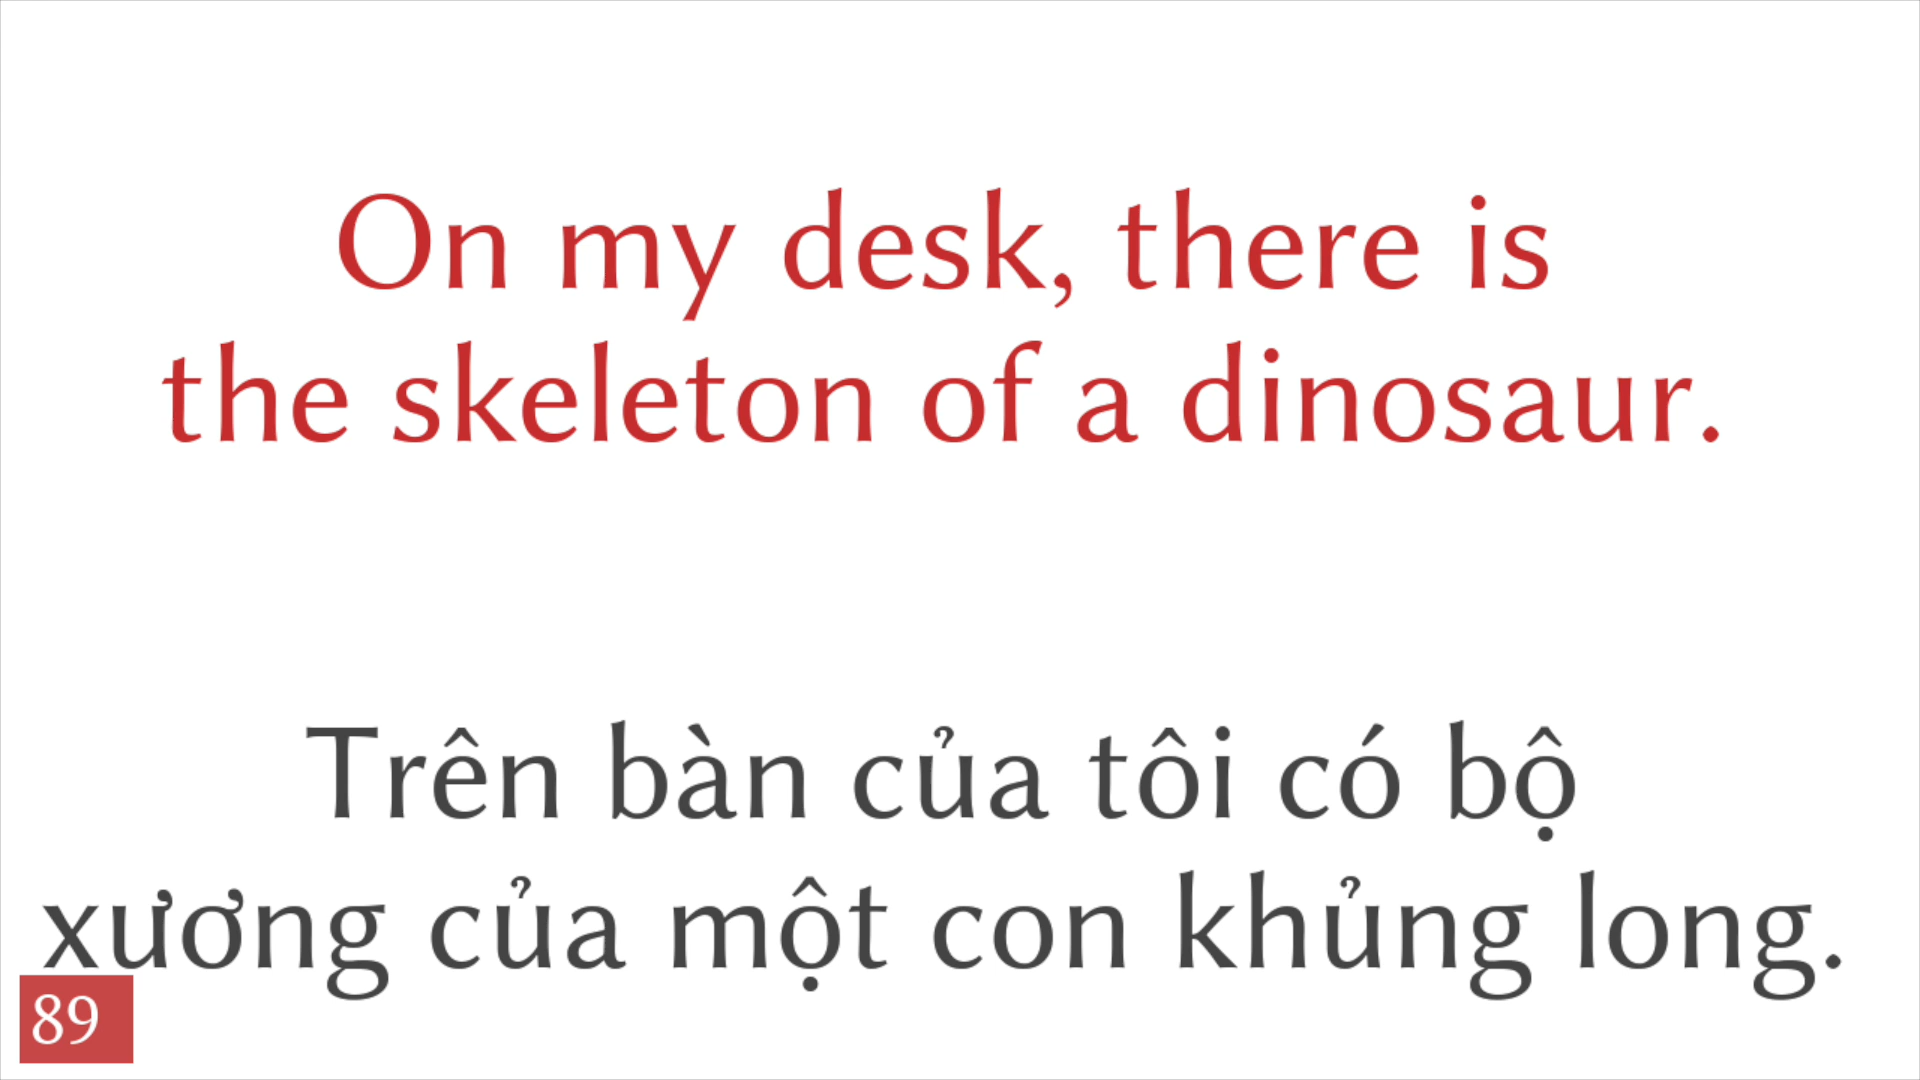 On my desk, there is
the skeleton of a dinosaur.
Trên bàn của tôi có bộ
xương của một con khủng long.
89